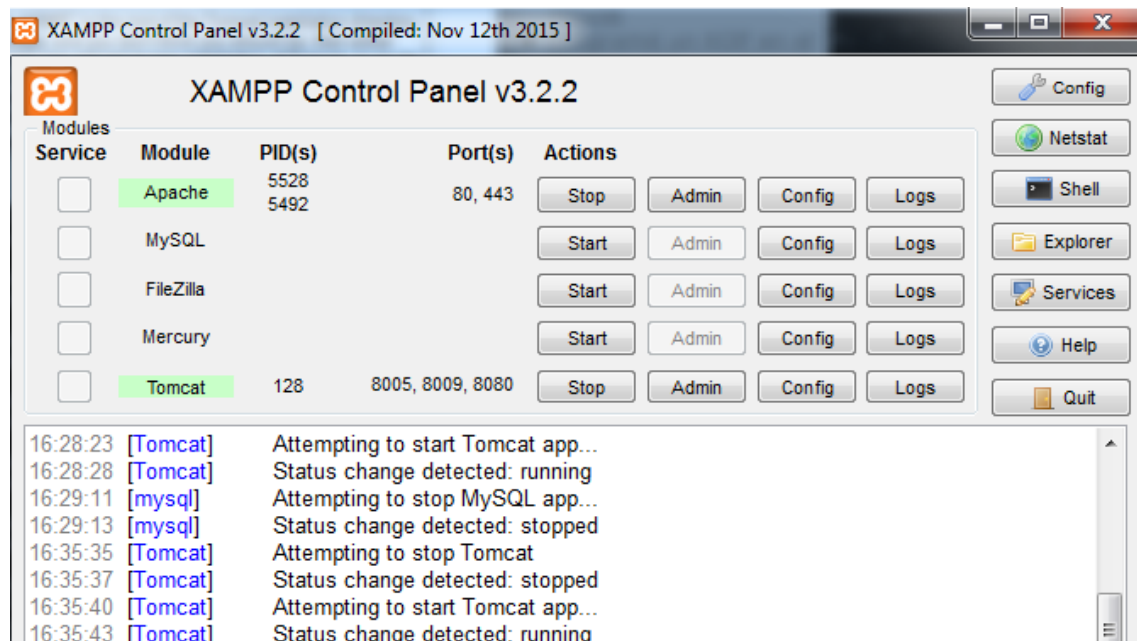 XAMPP Control Panel v3.2.2 [ Compiled: Nov 12th 2015 ]
XAMPP Control Panel v3.2.2
Config
Modules
Netstat
Service Module PID(s) Port(s) Actions
Apache 5528 5492 80, 443 Stop Admin Config Logs
Shell
MySQL Start Admin Config Logs
Explorer
FileZilla Start Admin Config Logs
Services
Mercury Start Admin Config Logs
Help
Tomcat 128 8005, 8009, 8080 Stop Admin Config Logs
Quit
16:28:23 [Tomcat] Attempting to start Tomcat app...
16:28:28 [Tomcat] Status change detected: running
16:29:11 [mysql] Attempting to stop MySQL app...
16:29:13 [mysql] Status change detected: stopped
16:35:35 [Tomcat] Attempting to stop Tomcat
16:35:37 [Tomcat] Status change detected: stopped
16:35:40 [Tomcat] Attempting to start Tomcat app...
16:35:43 [Tomcat] Status change detected: running